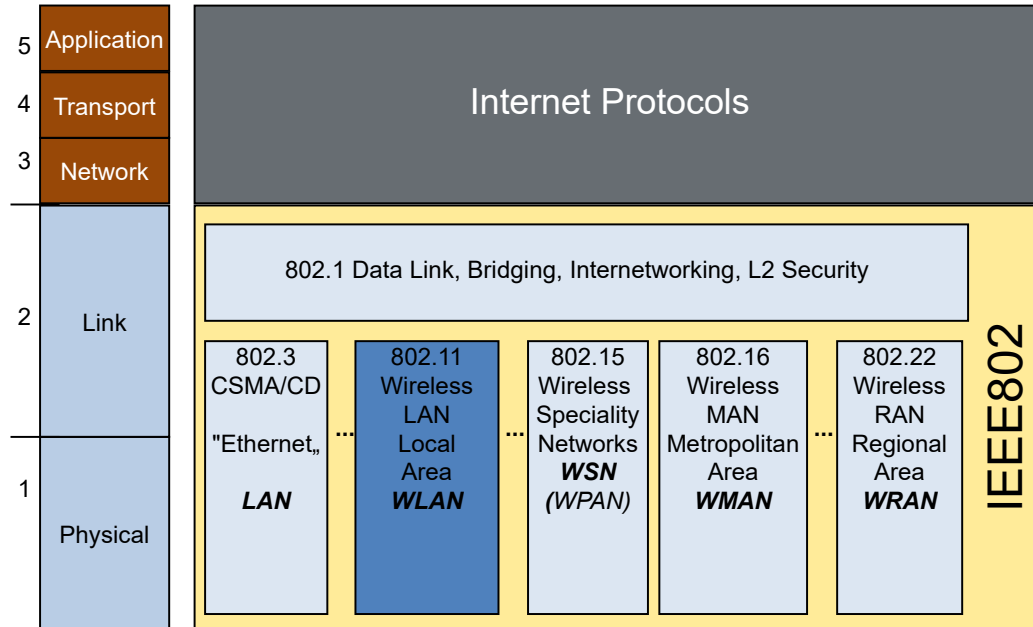 5
Application
4
Transport
3
Network
Internet Protocols
2
Link
1
Physical
802.1 Data Link, Bridging, Internetworking, L2 Security
802.3
CSMA/CD
"Ethernet„
LAN
...
802.11
Wireless
LAN
Local
Area
WLAN
...
802.15
Wireless
Speciality
Networks
WSN
(WPAN)
802.16
Wireless
MAN
Metropolitan
Area
WMAN
...
802.22
Wireless
RAN
Regional
Area
WRAN
IEEE802